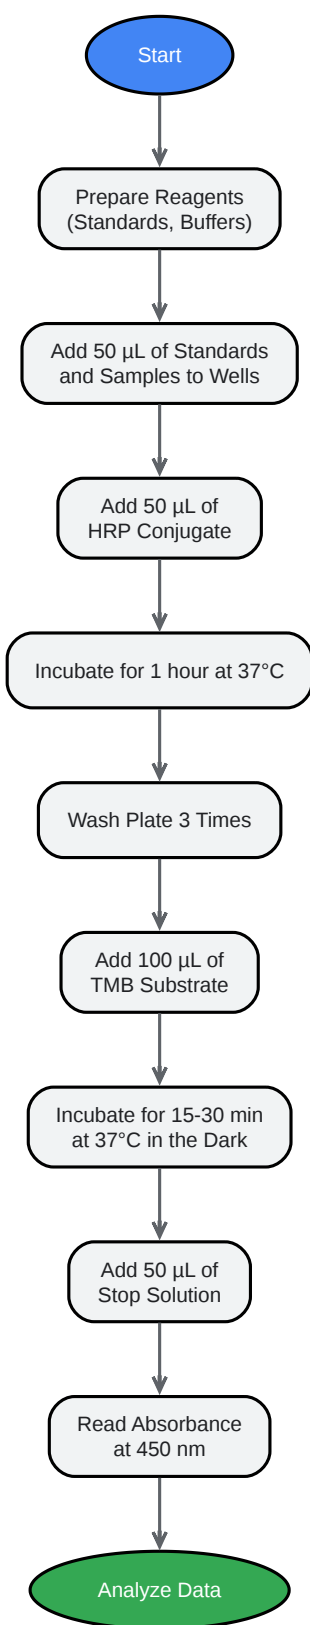 Start
Prepare Reagents
(Standards, Buffers)
Add 50 µL of Standards
and Samples to Wells
Add 50 µL of
HRP Conjugate
Incubate for 1 hour at 37°C
Wash Plate 3 Times
Add 100 µL of
TMB Substrate
Incubate for 15-30 min
at 37°C in the Dark
Add 50 µL of
Stop Solution
Read Absorbance
at 450 nm
Analyze Data